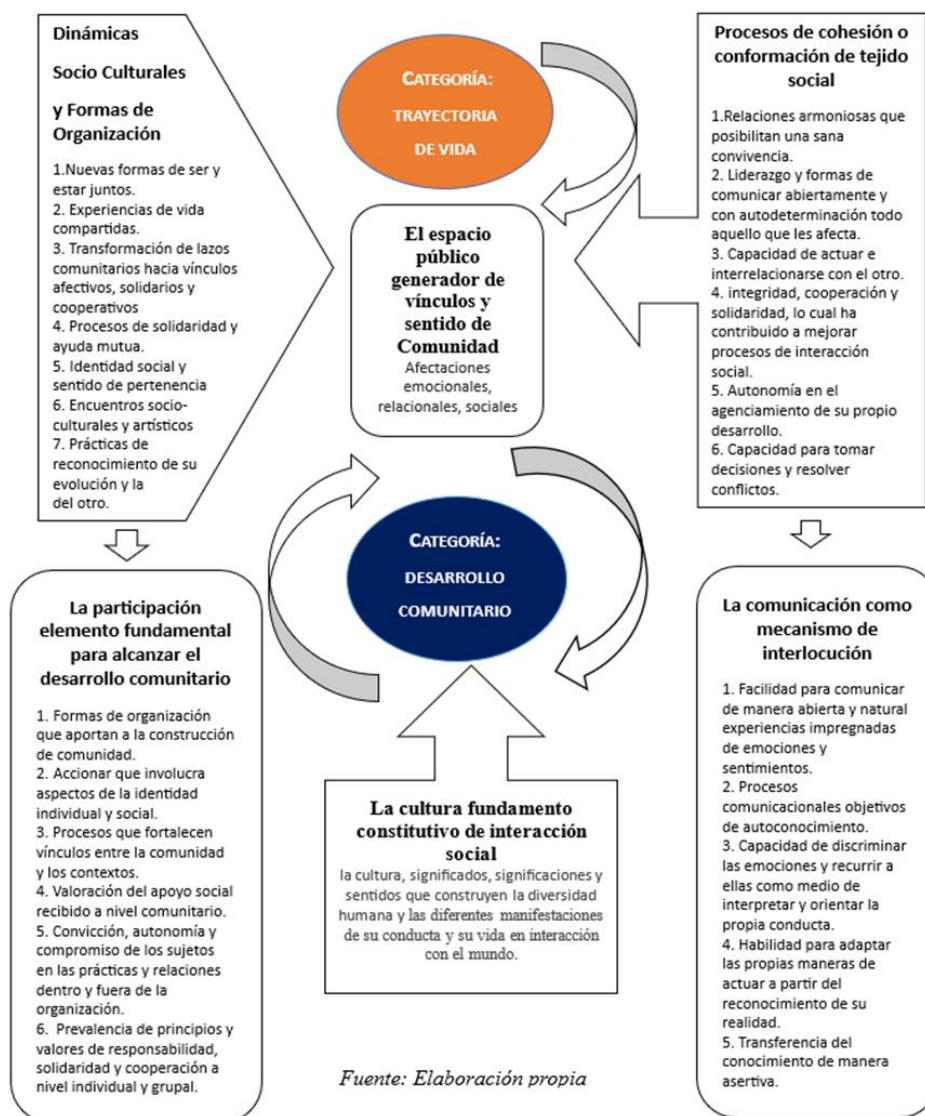 Dinámicas
Socio Culturales
y Formas de
Organización
1.Nuevas formas de ser y
estar juntos.
2. Experiencias de vida
compartidas.
3. Transformación de lazos
comunitarios hacia vínculos
afectivos, solidarios y
cooperativos
4. Procesos de solidaridad y
ayuda mutua.
5. Identidad social y
sentido de pertenencia
6. Encuentros socio-
culturales y artísticos
7. Prácticas de
reconocimiento de su
evolución y la
del otro.
CATEGORÍA:
TRAYECTORIA
DE VIDA
El espacio
público
generador de
vínculos y
sentido de
Comunidad
Afectaciones
emocionales,
relacionales, sociales
Procesos de cohesión o
conformación de tejido
social
1.Relaciones armoniosas que
posibilitan una sana
convivencia.
2. Liderazgo y formas de
comunicar abiertamente y
con autodeterminación todo
aquello que les afecta.
3. Capacidad de actuar e
interrelacionarse con el otro.
4. integridad, cooperación y
solidaridad, lo cual ha
contribuido a mejorar
procesos de interacción
social.
5. Autonomía en el
agenciamiento de su propio
desarrollo.
6. Capacidad para tomar
decisiones y resolver
conflictos.
CATEGORÍA:
DESARROLLO
COMUNITARIO
La participación
elemento fundamental
para alcanzar el
desarrollo comunitario
1. Formas de organización
que aportan a la construcción
de comunidad.
2. Accionar que involucra
aspectos de la identidad
individual y social.
3. Procesos que fortalecen
vínculos entre la comunidad
y los contextos.
4. Valoración del apoyo social
recibido a nivel comunitario.
5. Convicción, autonomía y
compromiso de los sujetos
en las prácticas y relaciones
dentro y fuera de la
organización.
6. Prevalencia de principios y
valores de responsabilidad,
solidaridad y cooperación a
nivel individual y grupal.
La cultura fundamento
constitutivo de interacción
social
la cultura, significados, significaciones y
sentidos que construyen la diversidad
humana y las diferentes manifestaciones
de su conducta y su vida en interacción
con el mundo.
La comunicación como
mecanismo de
interlocución
1. Facilidad para comunicar
de manera abierta y natural
experiencias impregnadas
de emociones y
sentimientos.
2. Procesos
comunicacionales objetivos
de autoconocimiento.
3. Capacidad de discriminar
las emociones y recurrir a
ellas como medio de
interpretar y orientar la
propia conducta.
4. Habilidad para adaptar
las propias maneras de
actuar a partir del
reconocimiento de su
realidad.
5. Transferencia del
conocimiento de manera
asertiva.
Fuente: Elaboración propia